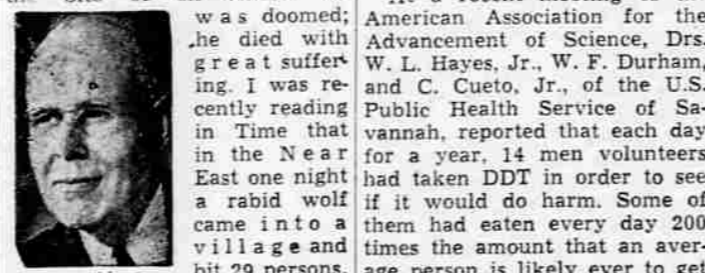 was doomed;
he died with
great suffer-
ing. I was re-
cently reading
in Time that
in the Near
East one night
a rabid wolf
came into a
village and
bit 29 persons,
American Association for the
Advancement of Science, Drs.
W. L. Hayes, Jr., W. F. Durham,
and C. Cueto, Jr., of the U.S.
Public Health Service of Sa-
vannah, reported that each day
for a year, 14 men volunteers
had taken DDT in order to see
if it would do harm. Some of
them had eaten every day 200
times the amount that an aver-
age person is likely ever to get